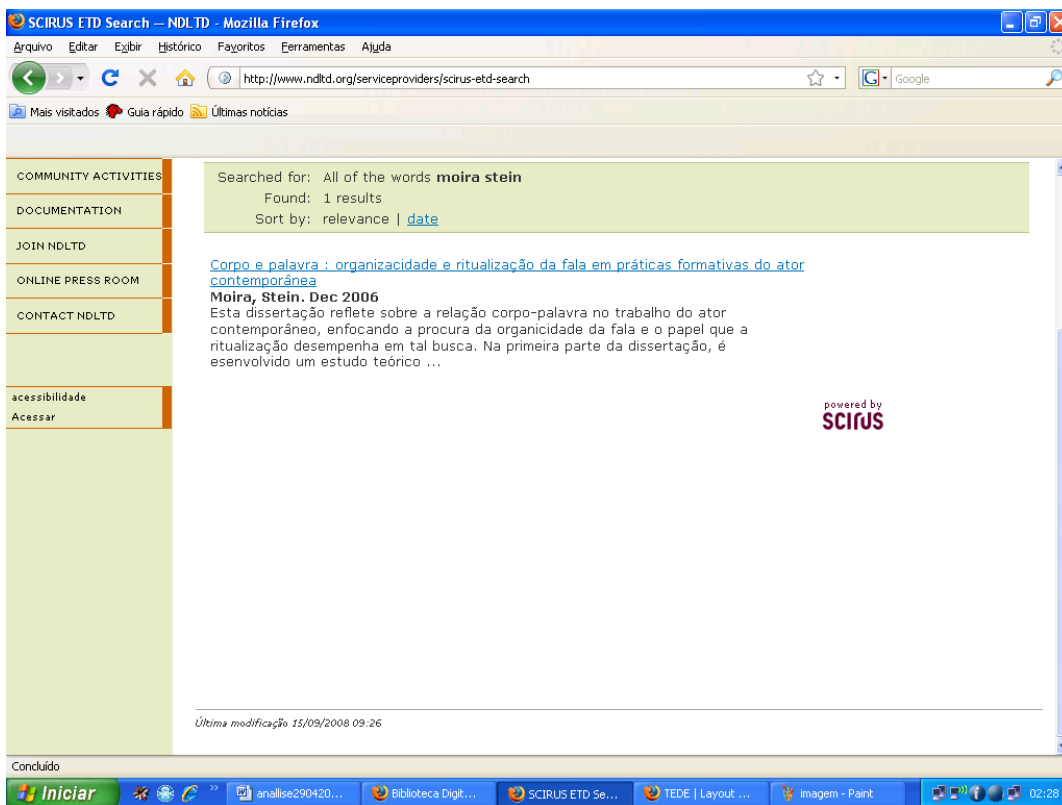 SCIRUS ETD Search — NDLTD - Mozilla Firefox
Arquivo Editar Exibir Histórico Favoritos Ferramentas Ajuda
http://www.ndltd.org/serviceproviders/scirus-etd-search
G Google
Mais visitados Guia rápido Últimas notícias
COMMUNITY ACTIVITIES
DOCUMENTATION
JOIN NDLTD
ONLINE PRESS ROOM
CONTACT NDLTD
acessibilidade
Acessar
Searched for: All of the words moira stein
Found: 1 results
Sort by: relevance | date
Corpo e palavra : organizacidade e ritualização da fala em práticas formativas do ator
contemporânea
Moira, Stein. Dec 2006
Esta dissertação reflete sobre a relação corpo-palavra no trabalho do ator
contemporâneo, enfocando a procura da organicidade da fala e o papel que a
ritualização desempenha em tal busca. Na primeira parte da dissertação, é
esenvolvido um estudo teórico ...
powered by
SCIRUS
Última modificação 15/09/2008 09:26
Concluído
Iniciar » anallise290420... Biblioteca Digit... SCIRUS ETD Se... TEDE | Layout ... imagem - Paint 02:28